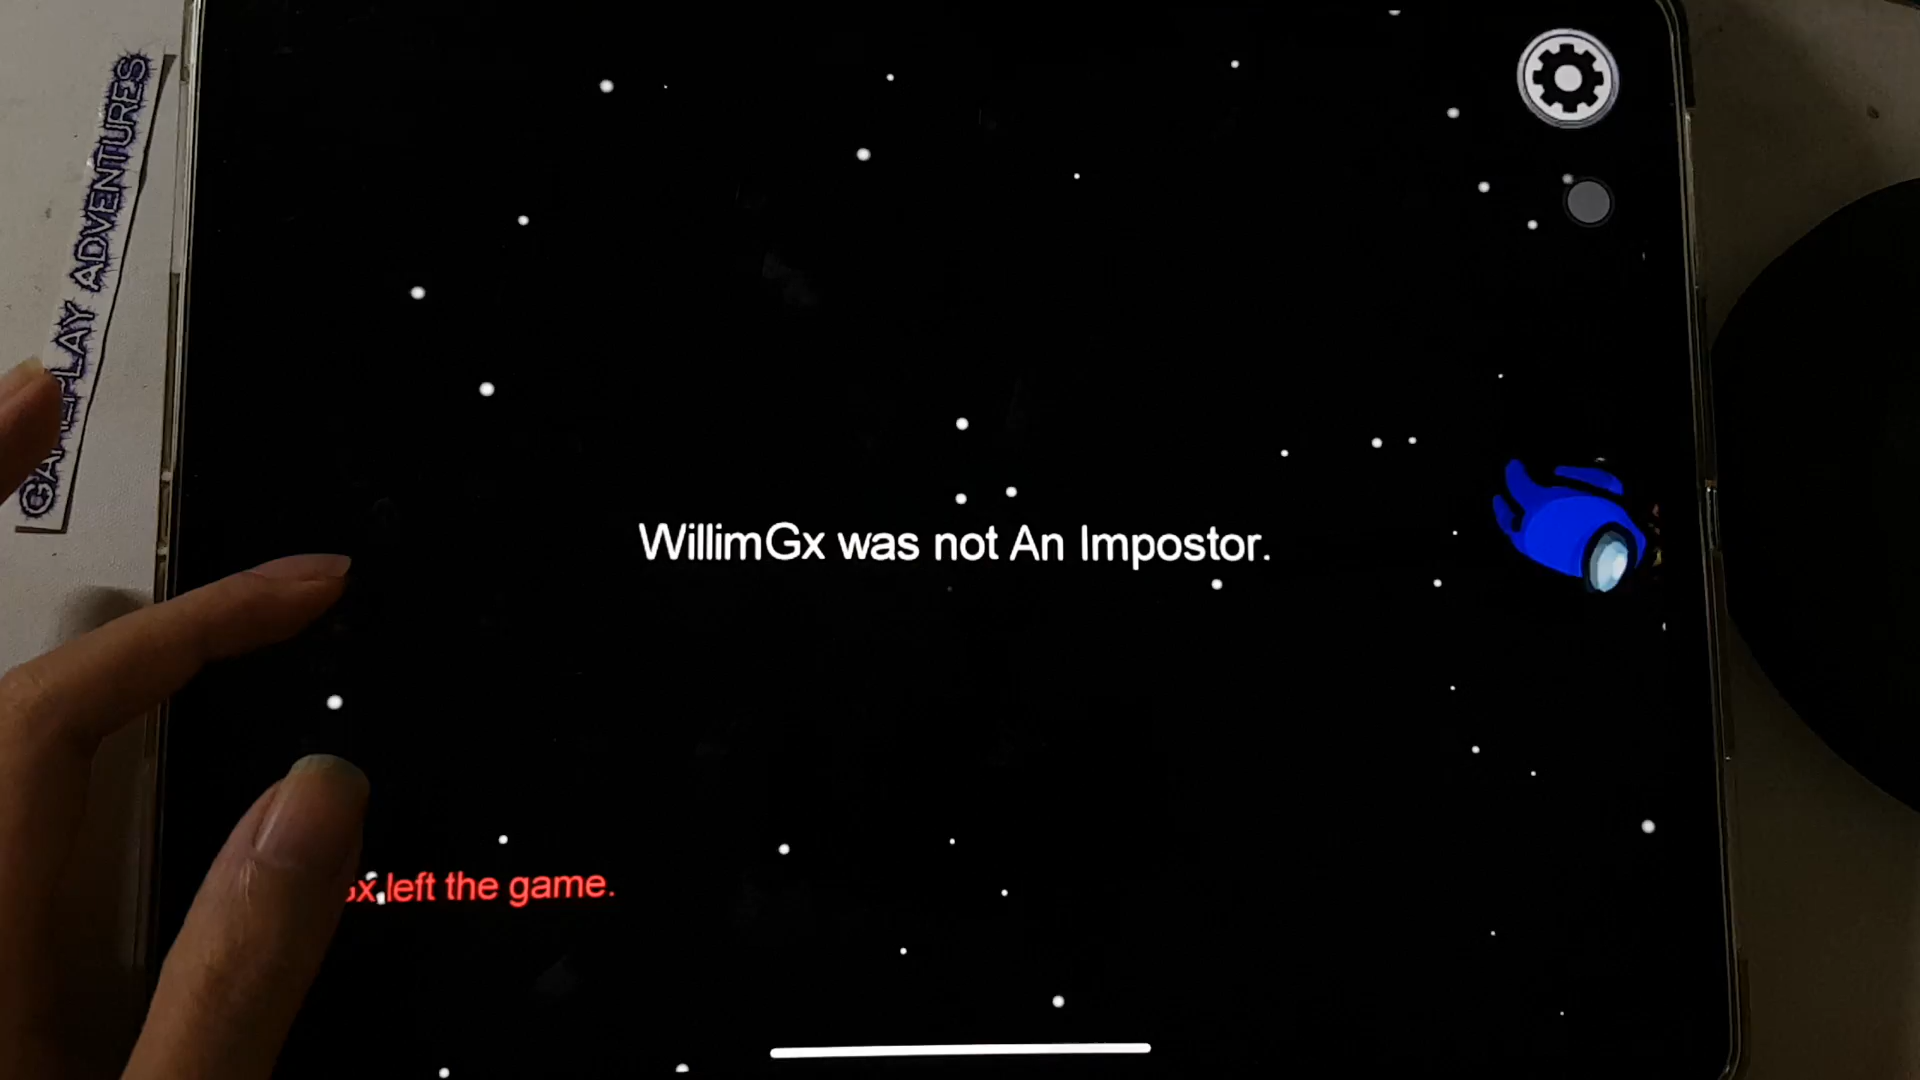 GAMEPLAY ADVENTURES
WillimGx was not An Impostor.
left the game.